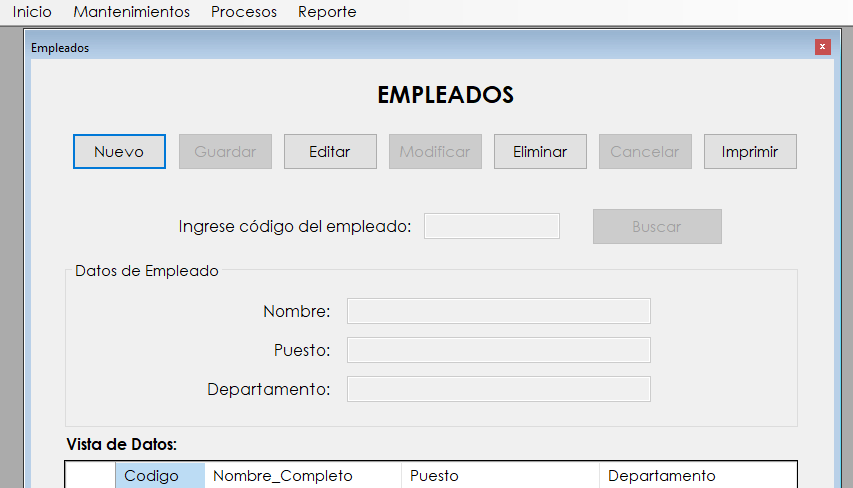 Inicio Mantenimientos Procesos Reporte
Empleados
EMPLEADOS
Nuevo Guardar Editar Modificar Eliminar Cancelar Imprimir
Ingrese código del empleado: Buscar
Datos de Empleado
Nombre:
Puesto:
Departamento:
Vista de Datos:
Codigo Nombre_Completo Puesto Departamento